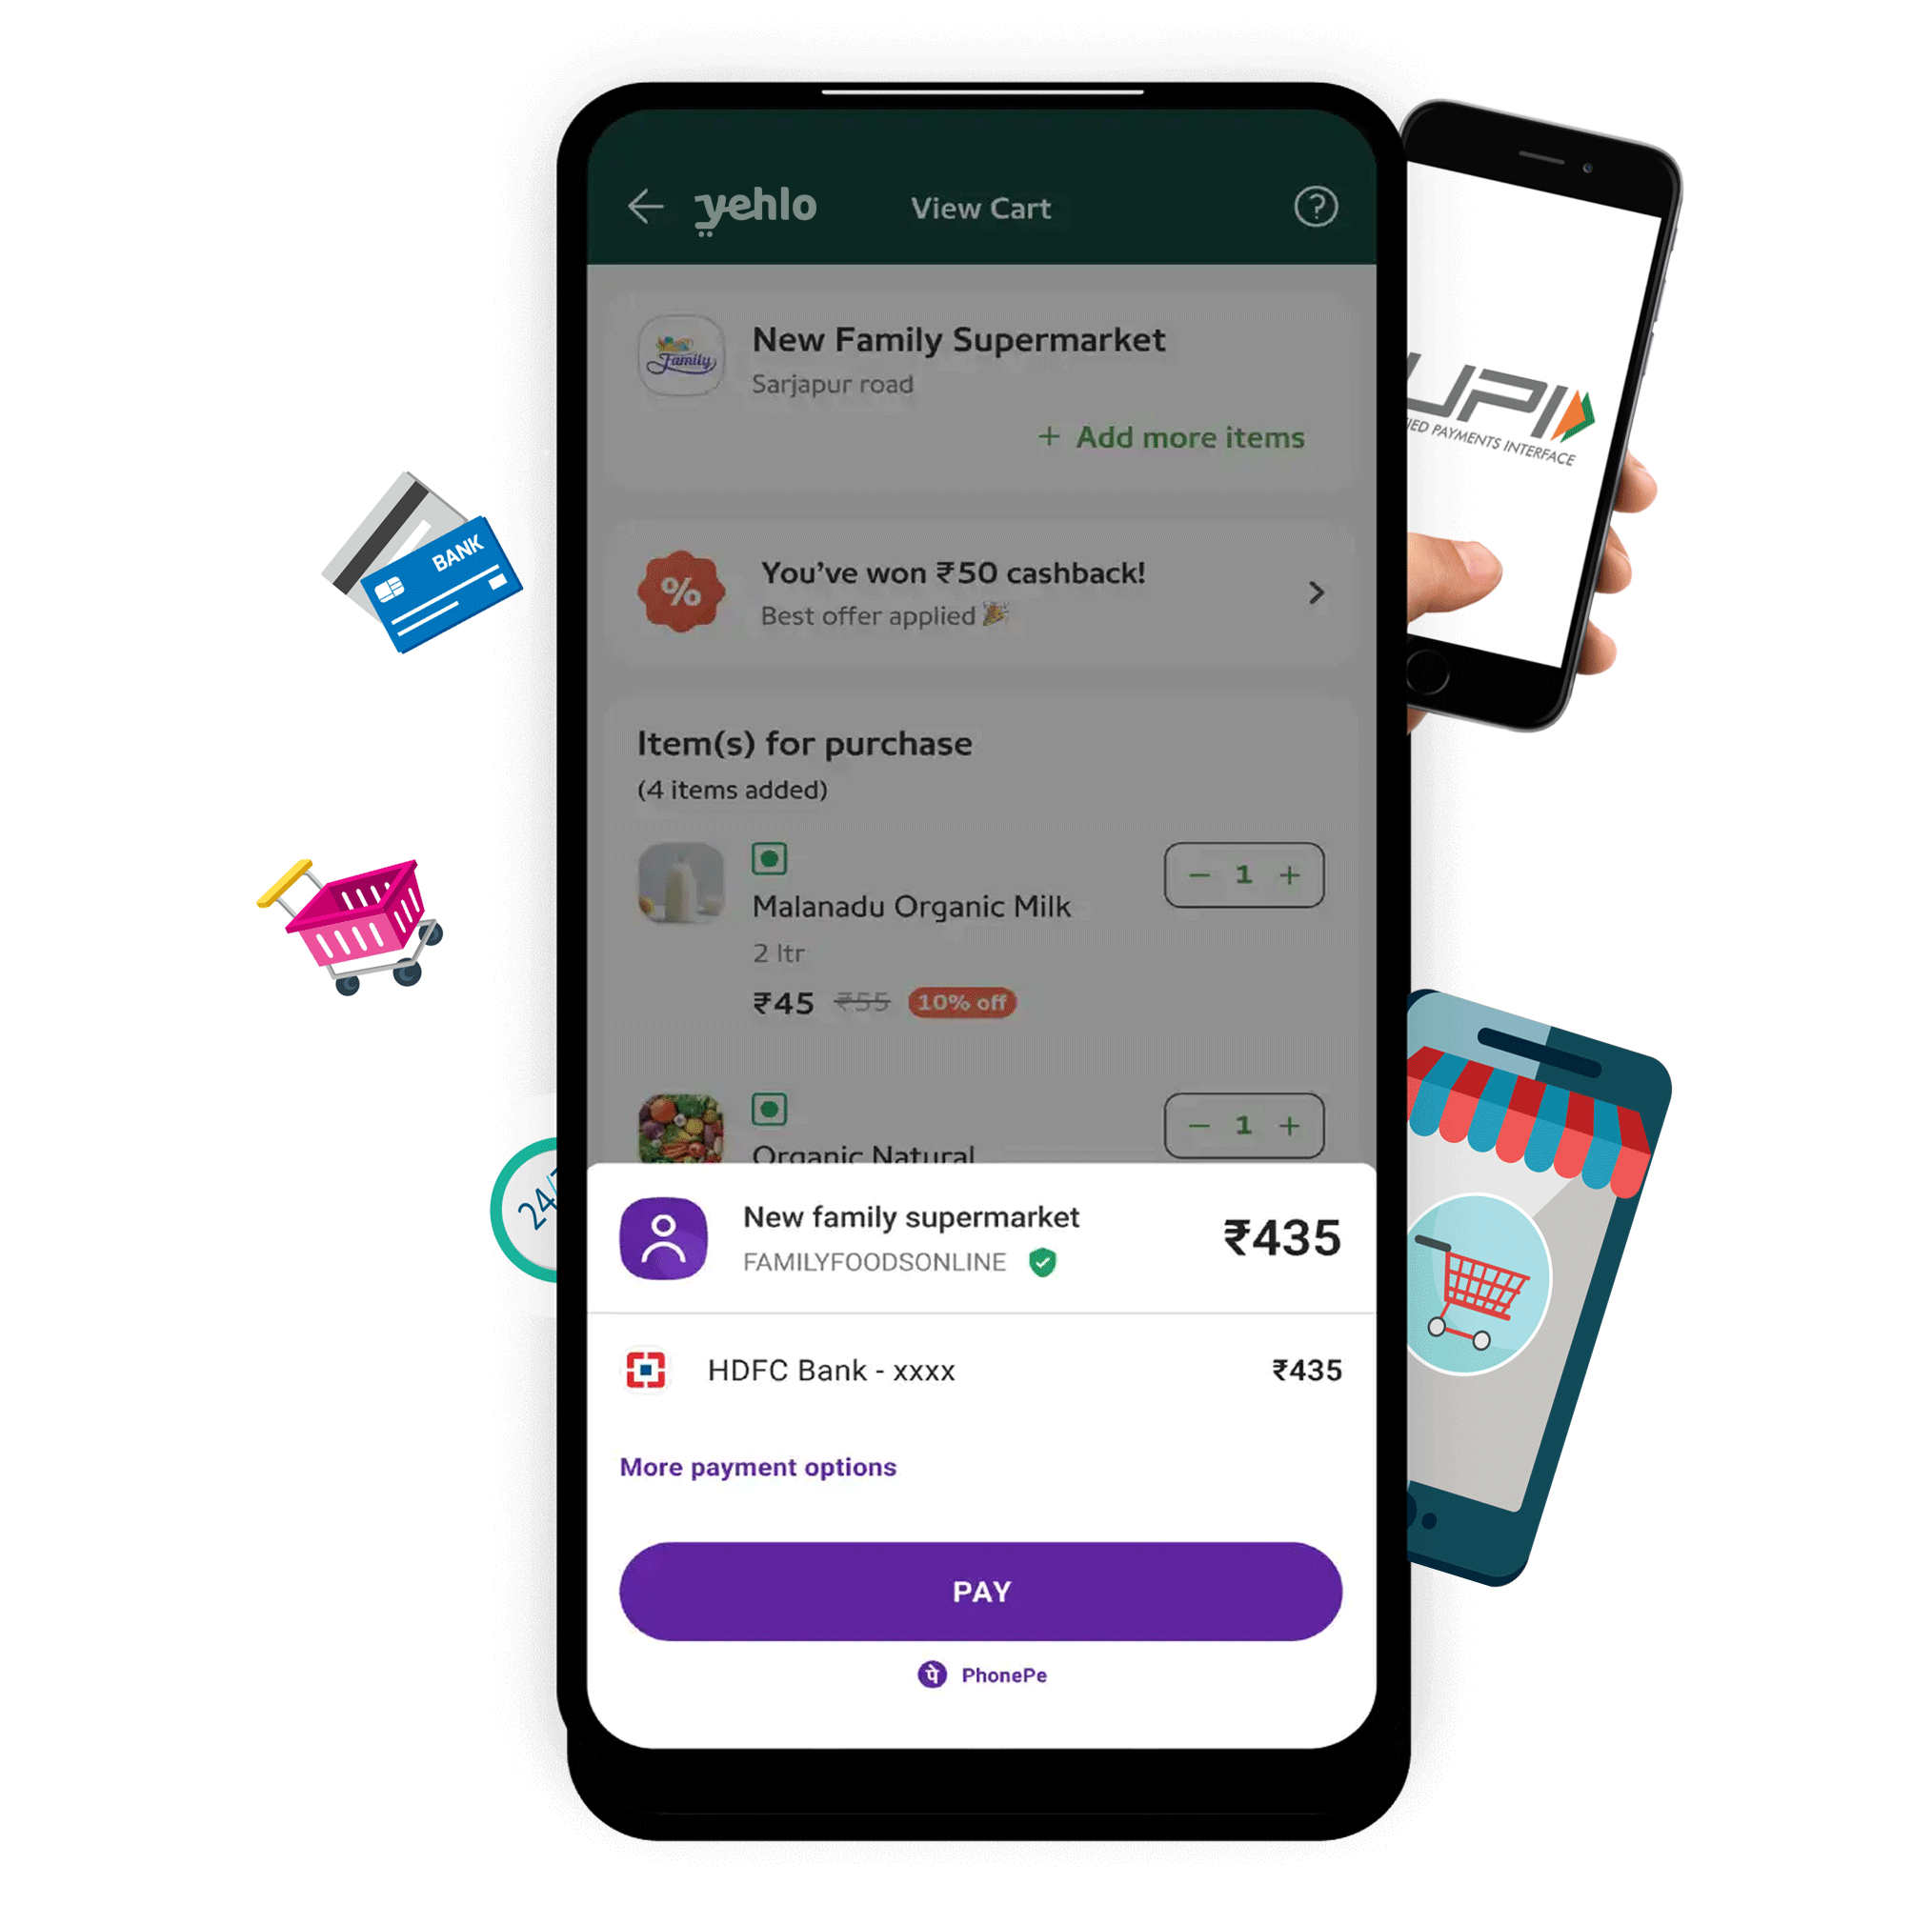 yehlo
View Cart
?
Family
New Family Supermarket
Sarjapur road
+ Add more items
% You've won ₹50 cashback!
Best offer applied
Item(s) for purchase
(4 items added)
− 1 +
Malanadu Organic Milk
2 ltr
₹45 ₹55 10% off
− 1 +
Organic Natural
New family supermarket
₹435
FAMILYFOODSONLINE
HDFC Bank - xxxx ₹435
More payment options
PAY
पे PhonePe
BANK
24/7
UPI
PAYMENTS INTERFACE